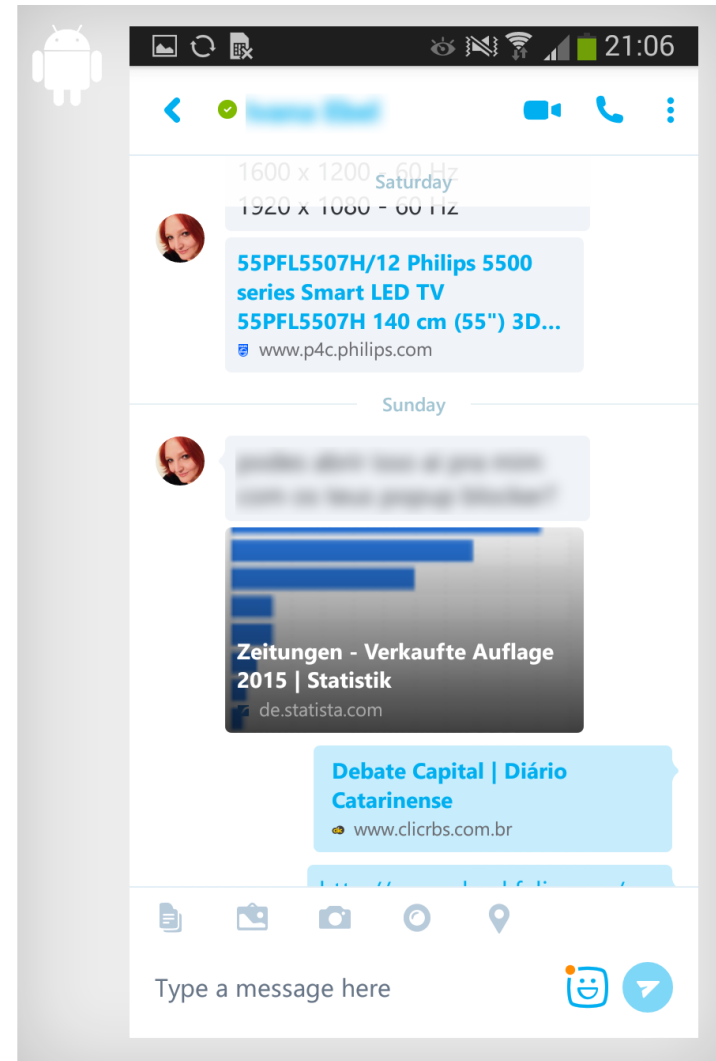 21:06
1600 x 1200 - 60 Hz
Saturday
1920 x 1080 - 60 Hz
55PFL5507H/12 Philips 5500
series Smart LED TV
55PFL5507H 140 cm (55") 3D...
www.p4c.philips.com
Sunday
Zeitungen - Verkaufte Auflage
2015 | Statistik
de.statista.com
Debate Capital | Diário
Catarinense
www.clicrbs.com.br
Type a message here